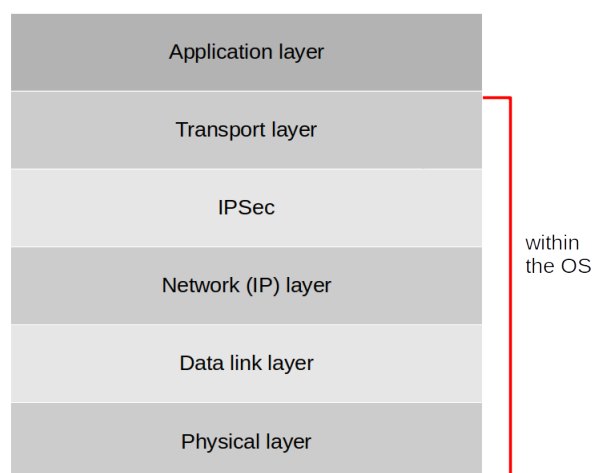 Application layer
Transport layer
IPSec
Network (IP) layer
Data link layer
Physical layer
within
the OS